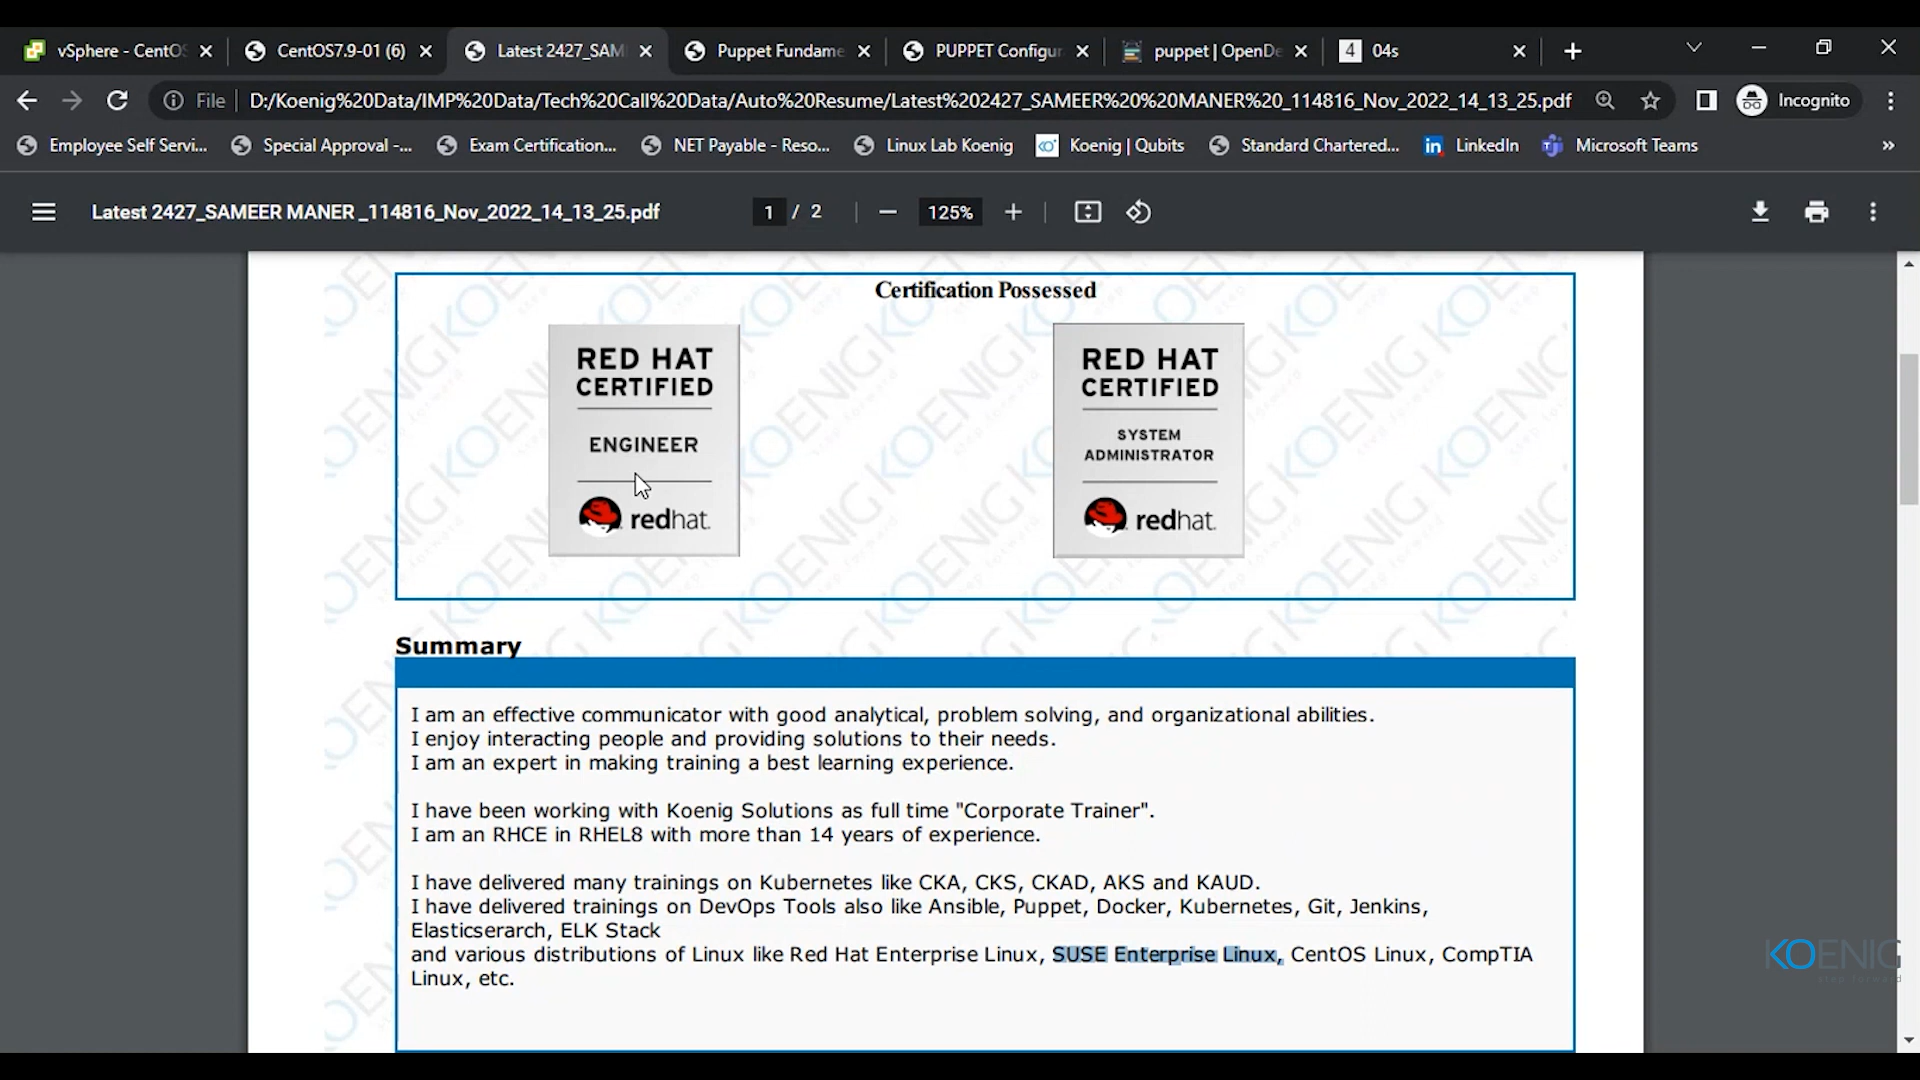 vSphere - CentOS
CentOS7.9-01 (6)
Latest 2427_SAM
Puppet Fundame
PUPPET Configur
puppet | OpenDe
4 04s
File D:/Koenig%20Data/IMP%20Data/Tech%20Call%20Data/Auto%20Resume/Latest%202427_SAMEER%20%20MANER%20_114816_Nov_2022_14_13_25.pdf
Incognito
Employee Self Servi...
Special Approval -...
Exam Certification...
NET Payable - Reso...
Linux Lab Koenig
Koenig | Qubits
Standard Chartered...
LinkedIn
Microsoft Teams
Latest 2427_SAMEER MANER _114816_Nov_2022_14_13_25.pdf
1 / 2
125%
Certification Possessed
RED HAT
CERTIFIED
ENGINEER
redhat.
RED HAT
CERTIFIED
SYSTEM
ADMINISTRATOR
redhat.
Summary
I am an effective communicator with good analytical, problem solving, and organizational abilities.
I enjoy interacting people and providing solutions to their needs.
I am an expert in making training a best learning experience.
I have been working with Koenig Solutions as full time "Corporate Trainer".
I am an RHCE in RHEL8 with more than 14 years of experience.
I have delivered many trainings on Kubernetes like CKA, CKS, CKAD, AKS and KAUD.
I have delivered trainings on DevOps Tools also like Ansible, Puppet, Docker, Kubernetes, Git, Jenkins,
Elasticserarch, ELK Stack
and various distributions of Linux like Red Hat Enterprise Linux, SUSE Enterprise Linux, CentOS Linux, CompTIA
Linux, etc.
KOENIG
step forward